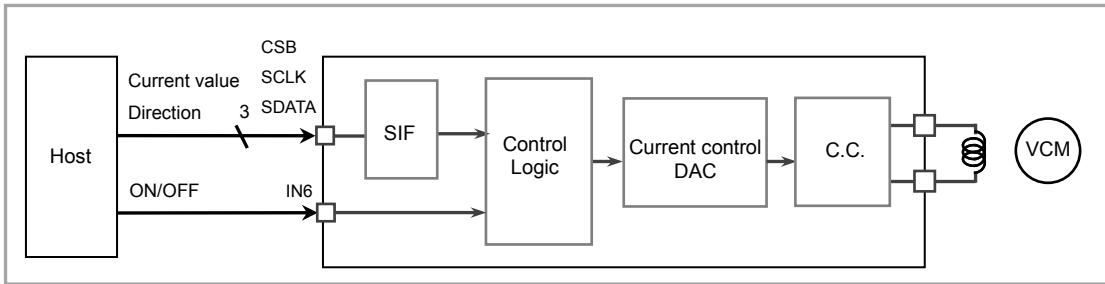 Host
Current value
Direction
3
CSB
SCLK
SDATA
ON/OFF
IN6
SIF
Control
Logic
Current control
DAC
C.C.
VCM